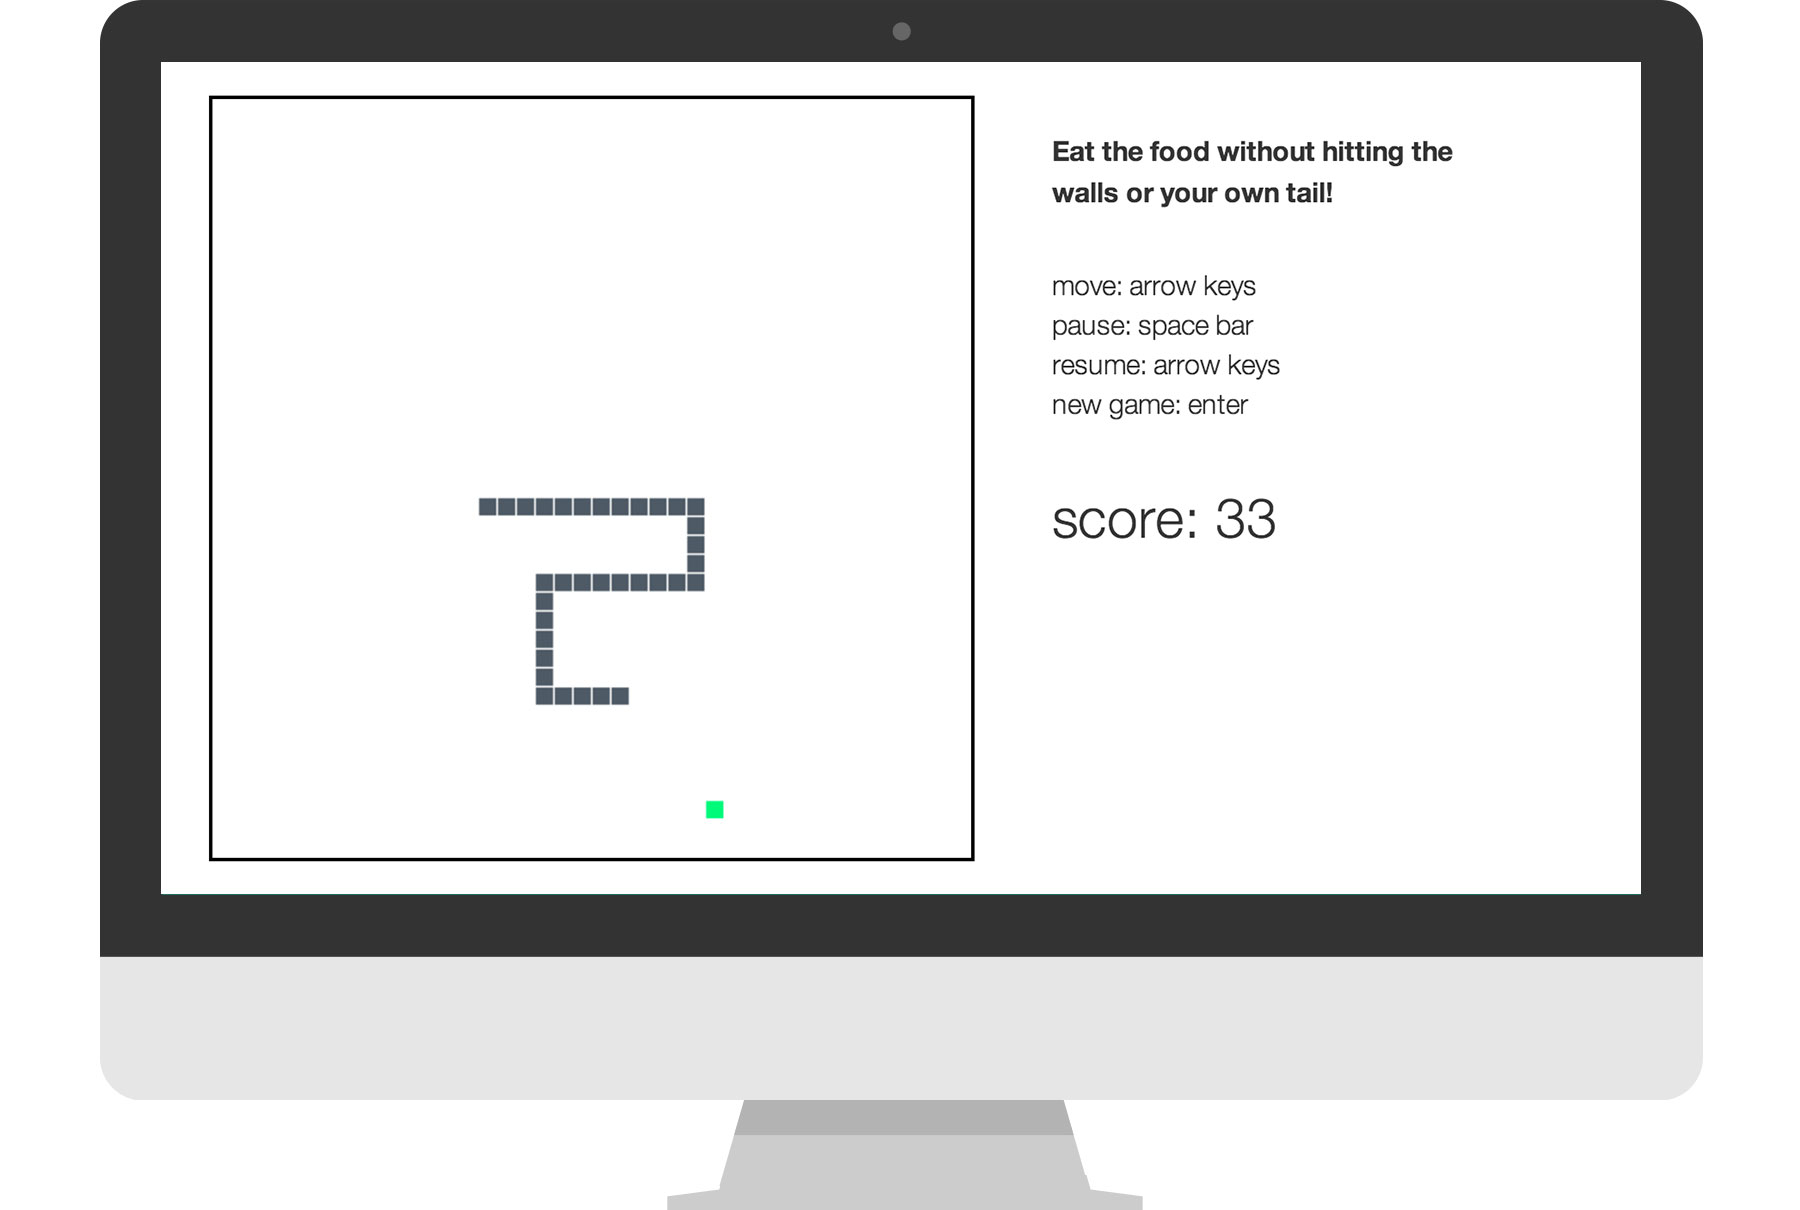 Eat the food without hitting the
walls or your own tail!
move: arrow keys
pause: space bar
resume: arrow keys
new game: enter
score: 33